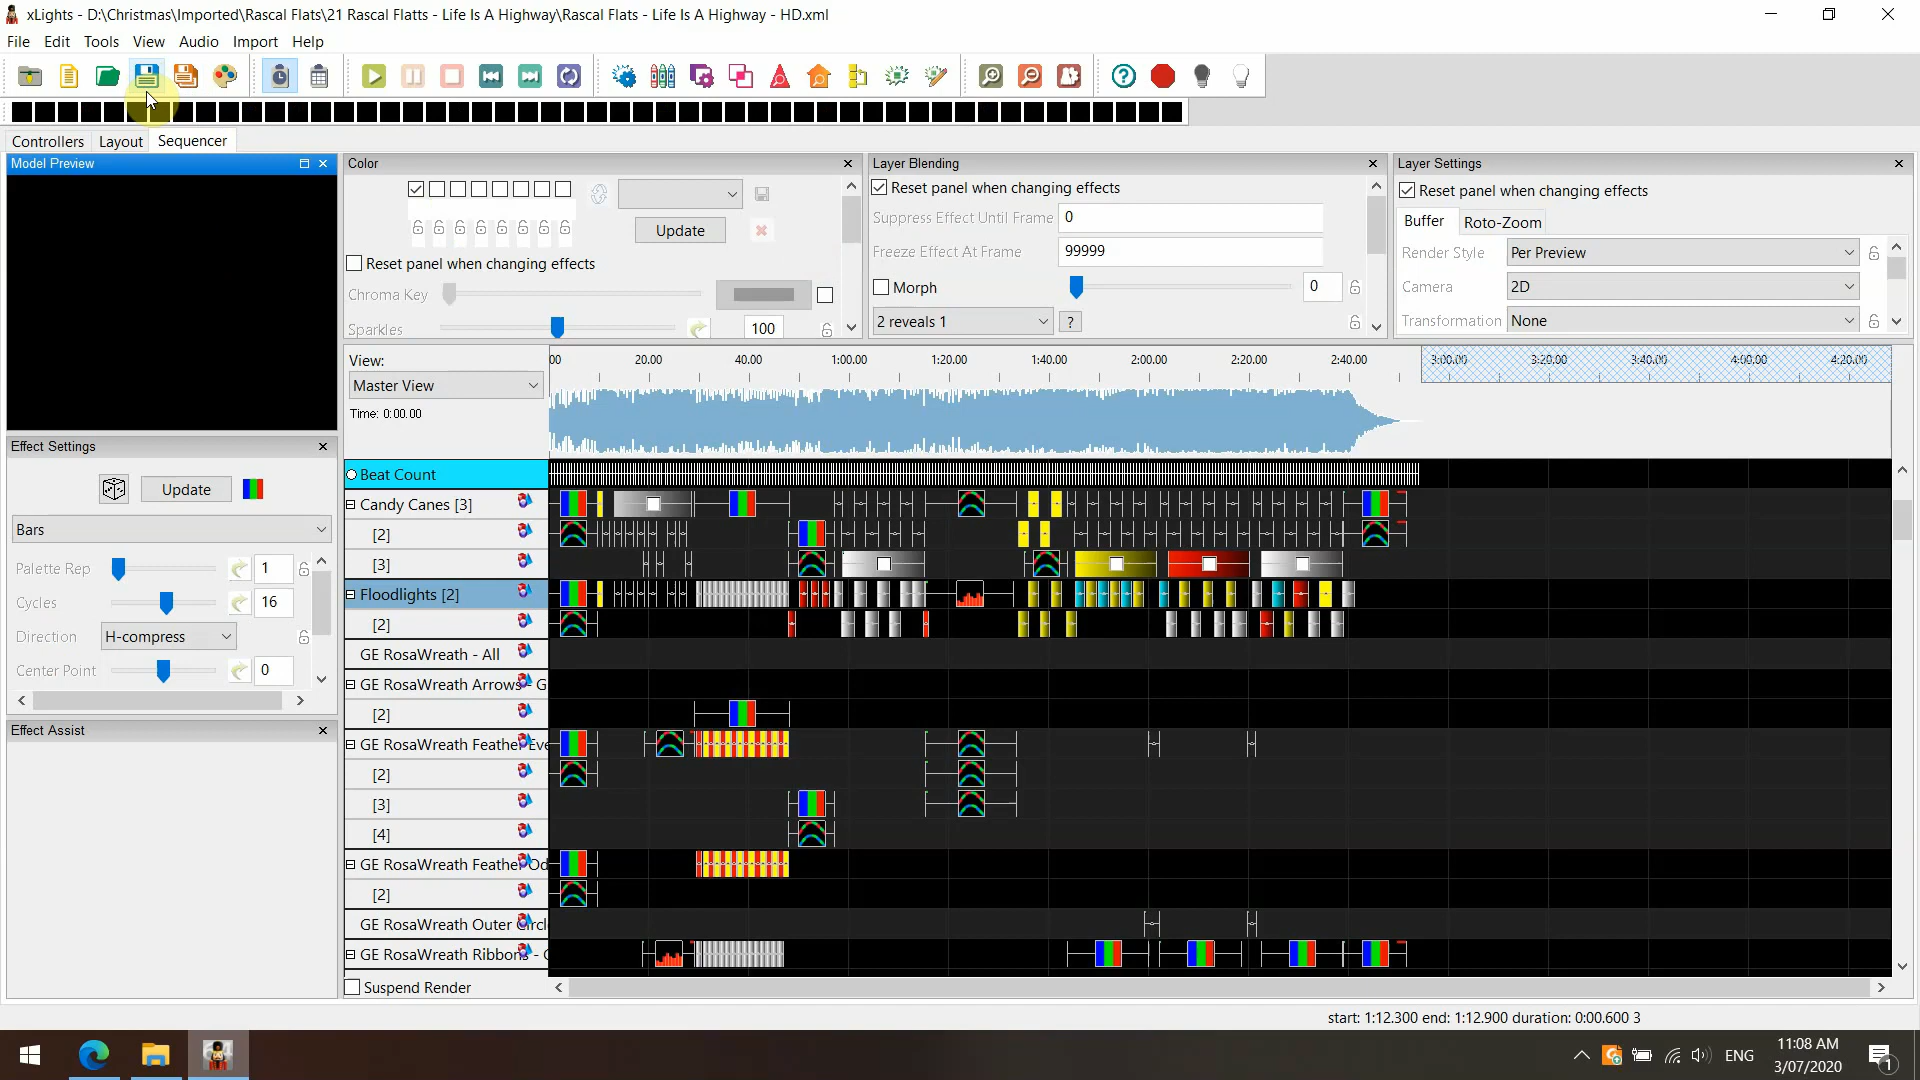 xLights - D:\Christmas\Imported\Rascal Flats\21 Rascal Flatts - Life Is A Highway\Rascal Flats - Life Is A Highway - HD.xml
File Edit Tools View Audio Import Help
Controllers Layout Sequencer
Model Preview
Color
Layer Blending
Layer Settings
Reset panel when changing effects
Reset panel when changing effects
Buffer Roto-Zoom
Suppress Effect Until Frame 0
Update
Freeze Effect At Frame 99999
Render Style Per Preview
Reset panel when changing effects
Chroma Key
Morph 0
Camera 2D
Sparkles 100
2 reveals 1 ?
Transformation None
View:
Master View
Time: 0:00.00
00 20.00 40.00 1:00.00 1:20.00 1:40.00 2:00.00 2:20.00 2:40.00 3:00.00 3:20.00 3:40.00 4:00.00 4:20.00
Effect Settings
Update
Bars
Palette Rep 1
Cycles 16
Direction H-compress
Center Point 0
Effect Assist
Beat Count
Candy Canes [3]
[2]
[3]
Floodlights [2]
[2]
GE RosaWreath - All
GE RosaWreath Arrows - G
[2]
GE RosaWreath Feather Eve
[2]
[3]
[4]
GE RosaWreath Feather Od
[2]
GE RosaWreath Outer Circl
GE RosaWreath Ribbons - G
Suspend Render
start: 1:12.300 end: 1:12.900 duration: 0:00.600 3
ENG
11:08 AM
3/07/2020
1